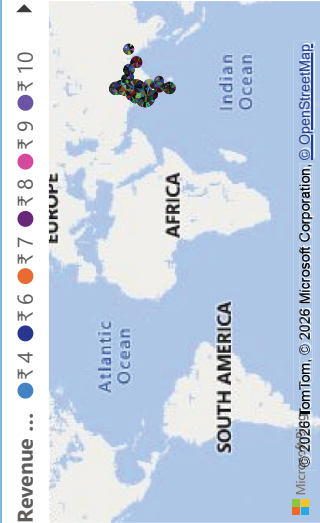 Revenue ... ₹4 ₹6 ₹7 ₹8 ₹9 ₹10
EUROPE
Atlantic
Ocean
AFRICA
Indian
Ocean
SOUTH AMERICA
© 2026 TomTom, © 2026 Microsoft Corporation, © OpenStreetMap